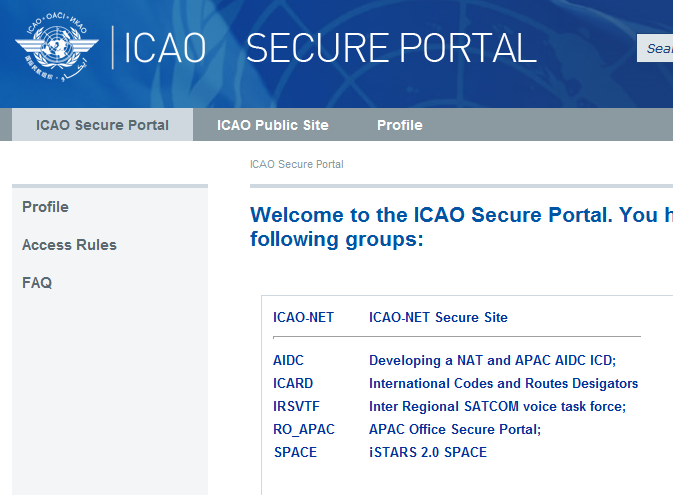 ICAO · OACI · ИКАО
ICAO SECURE PORTAL
Sea
ICAO Secure Portal ICAO Public Site Profile
ICAO Secure Portal
Profile
Access Rules
FAQ
Welcome to the ICAO Secure Portal. You h
following groups:
ICAO-NET ICAO-NET Secure Site
AIDC Developing a NAT and APAC AIDC ICD;
ICARD International Codes and Routes Desigators
IRSVTF Inter Regional SATCOM voice task force;
RO_APAC APAC Office Secure Portal;
SPACE iSTARS 2.0 SPACE